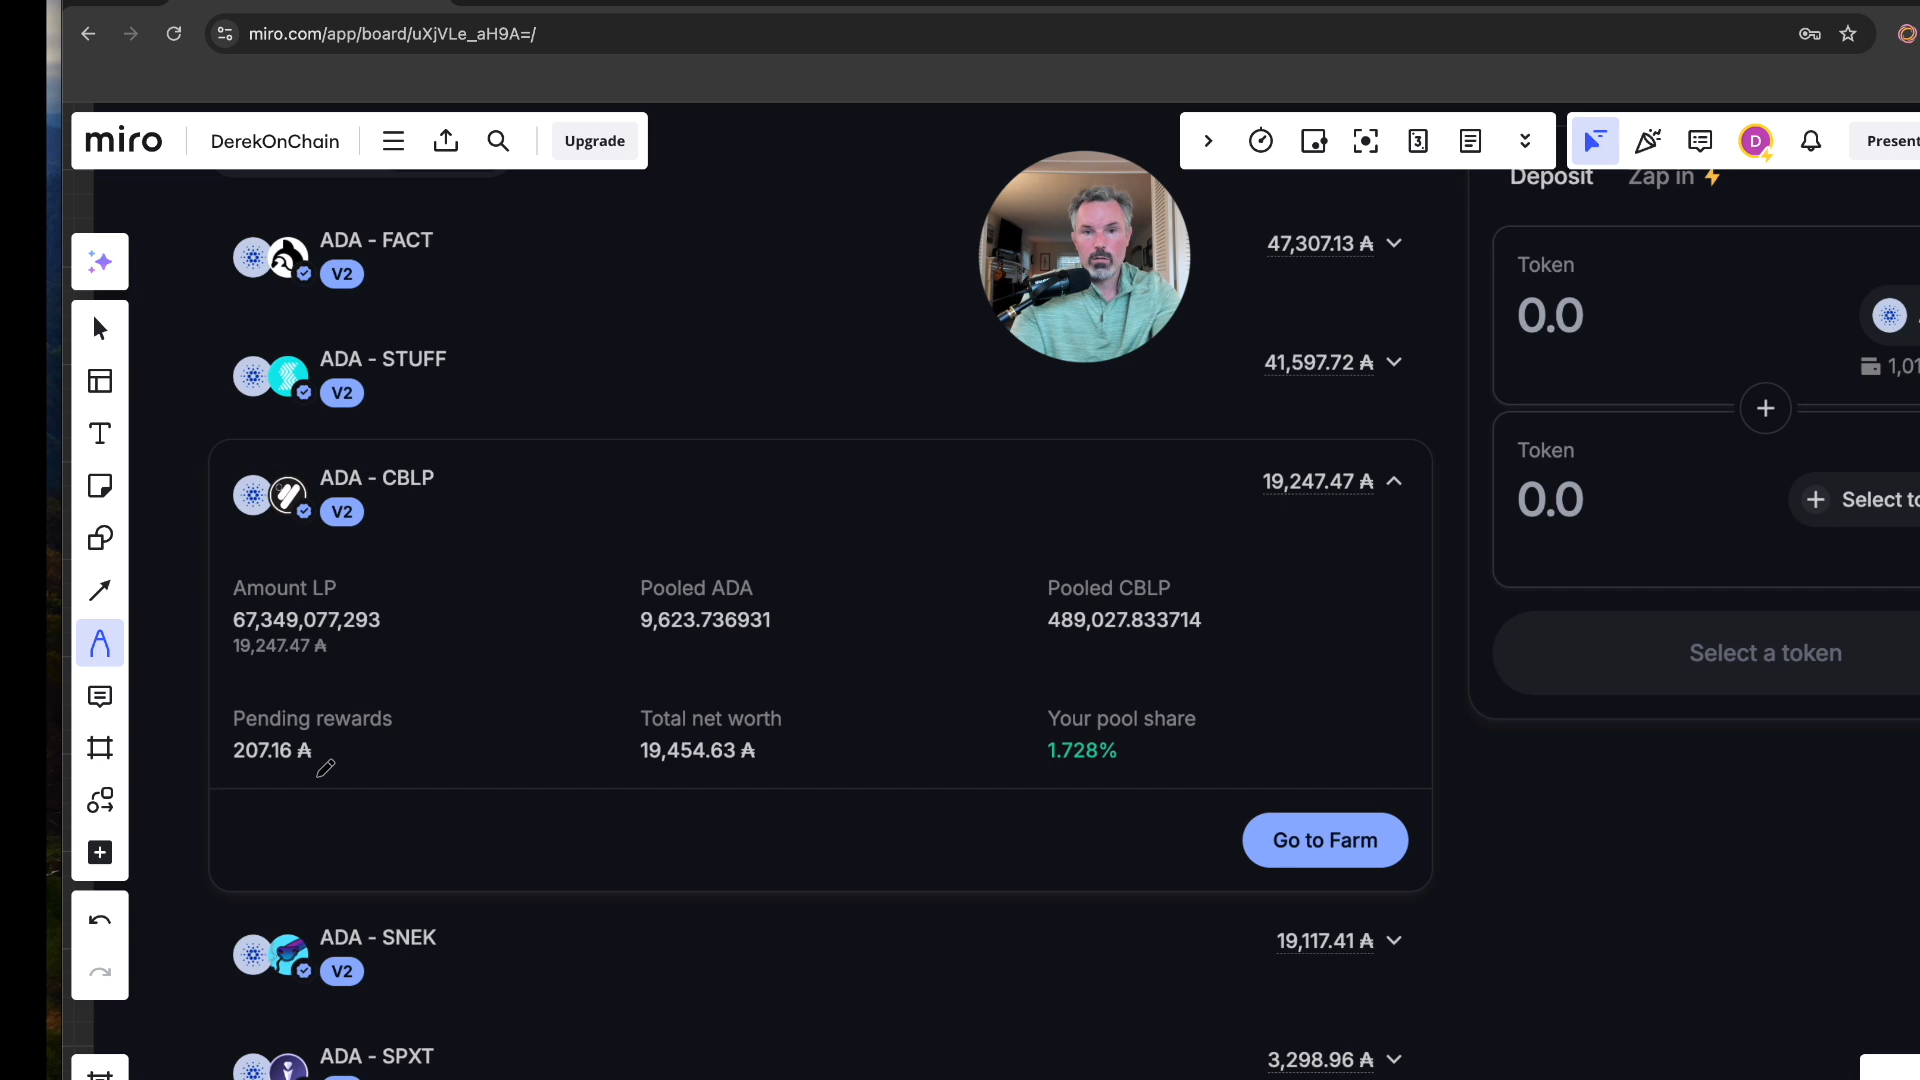 miro.com/app/board/uXjVLe_aH9A=/
miro
DerekOnChain
Upgrade
3
D
Present
Deposit
Zap in
ADA - FACT
V2
47,307.13 ₳
Token
0.0
ADA - STUFF
V2
41,597.72 ₳
1,01
Token
0.0
Select to
ADA - CBLP
V2
19,247.47 ₳
Amount LP
67,349,077,293
19,247.47 ₳
Pooled ADA
9,623.736931
Pooled CBLP
489,027.833714
Select a token
Pending rewards
207.16 ₳
Total net worth
19,454.63 ₳
Your pool share
1.728%
Go to Farm
ADA - SNEK
V2
19,117.41 ₳
ADA - SPXT
3,298.96 ₳